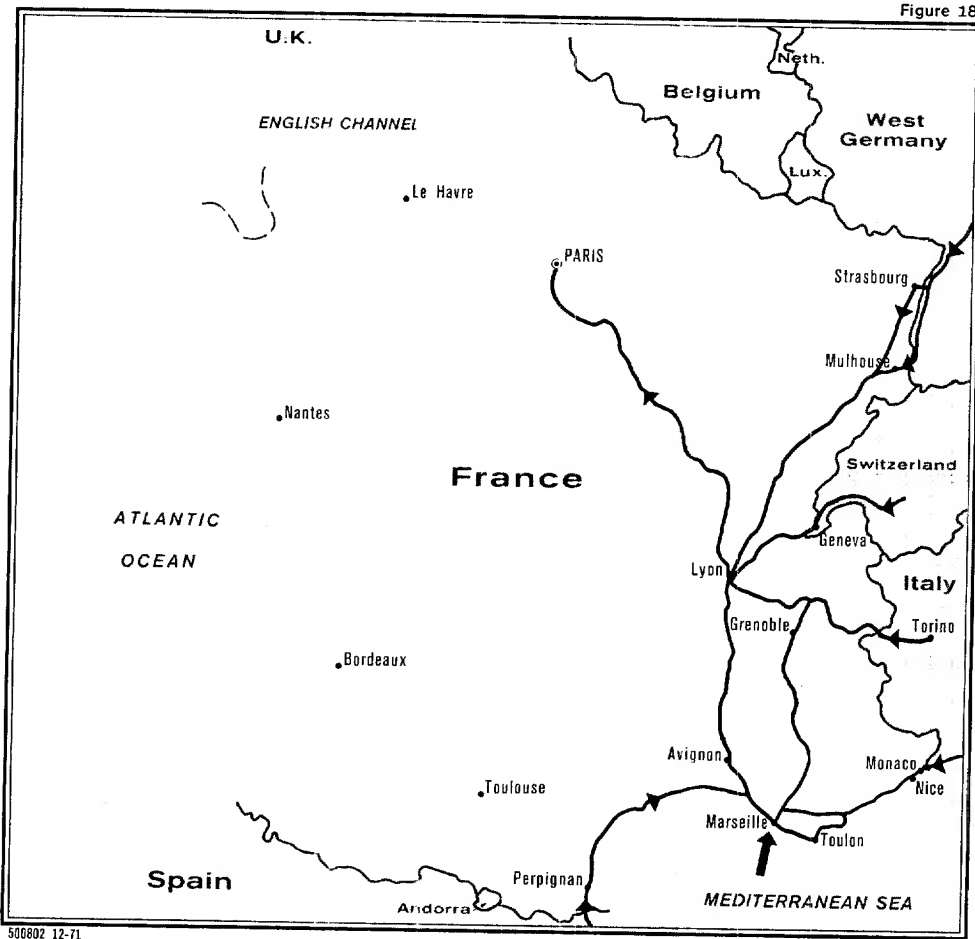 Figure 18
U.K.
Neth.
Belgium
West
Germany
ENGLISH CHANNEL
Lux.
Le Havre
PARIS
Strasbourg
Mulhouse
Nantes
France
Switzerland
ATLANTIC
OCEAN
Geneva
Lyon
Italy
Grenoble
Torino
Bordeaux
Avignon
Monaco
Nice
Toulouse
Marseille
Toulon
Spain
Perpignan
Andorra
MEDITERRANEAN SEA
500802 12-71